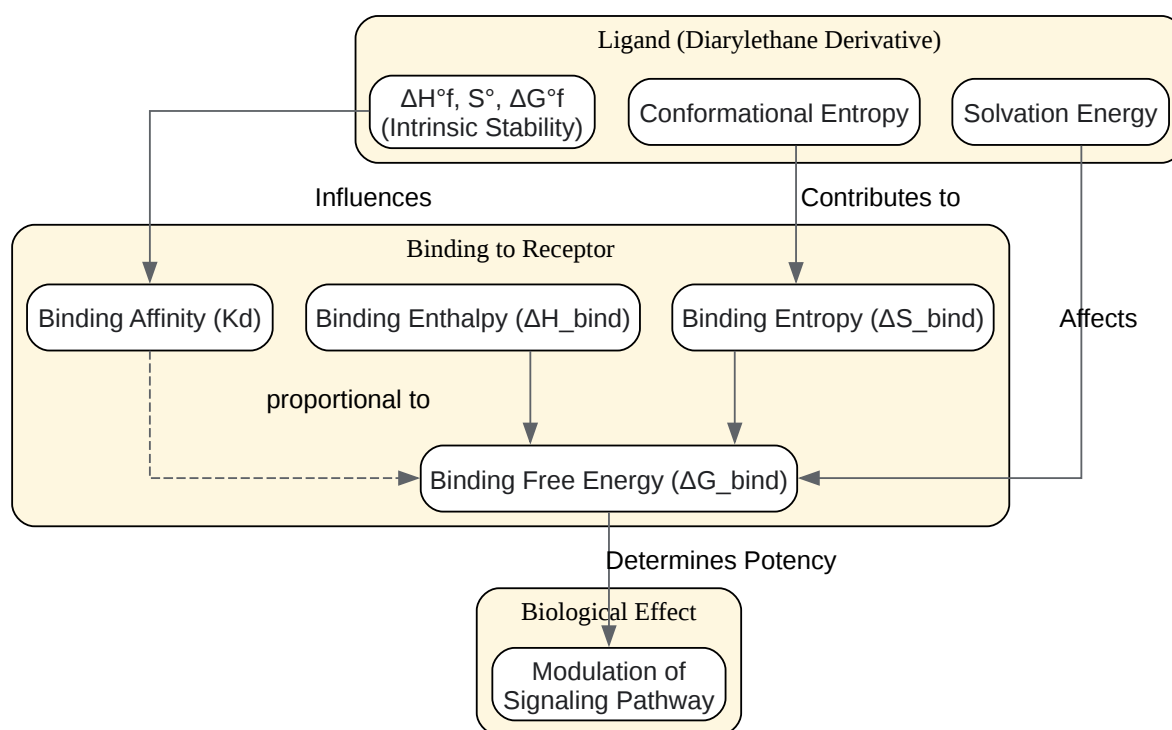 Ligand (Diarylethane Derivative)
ΔH°f, S°, ΔG°f
(Intrinsic Stability)
Conformational Entropy
Solvation Energy
Influences
Contributes to
Binding to Receptor
Binding Affinity (Kd)
Binding Enthalpy (ΔH_bind)
Binding Entropy (ΔS_bind)
Affects
proportional to
Binding Free Energy (ΔG_bind)
Determines Potency
Biological Effect
Modulation of
Signaling Pathway